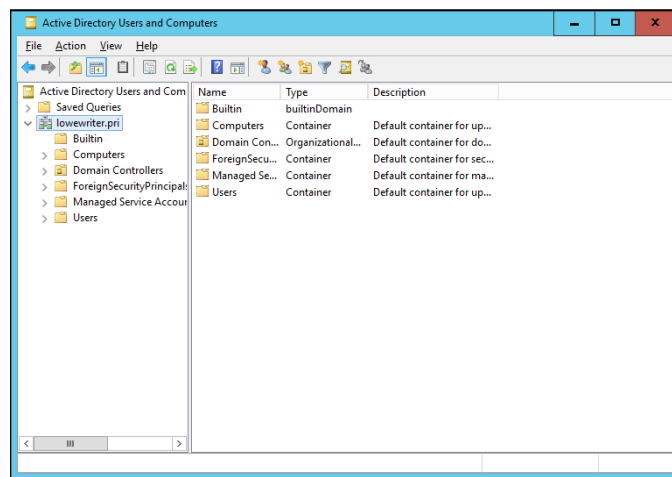 Active Directory Users and Computers
File Action View Help
Active Directory Users and Com
Saved Queries
lowewriter.pri
Builtin
Computers
Domain Controllers
ForeignSecurityPrincipals
Managed Service Accour
Users
Name Type Description
Builtin builtinDomain
Computers Container Default container for up...
Domain Con... Organizational... Default container for do...
ForeignSecu... Container Default container for sec...
Managed Se... Container Default container for ma...
Users Container Default container for up...